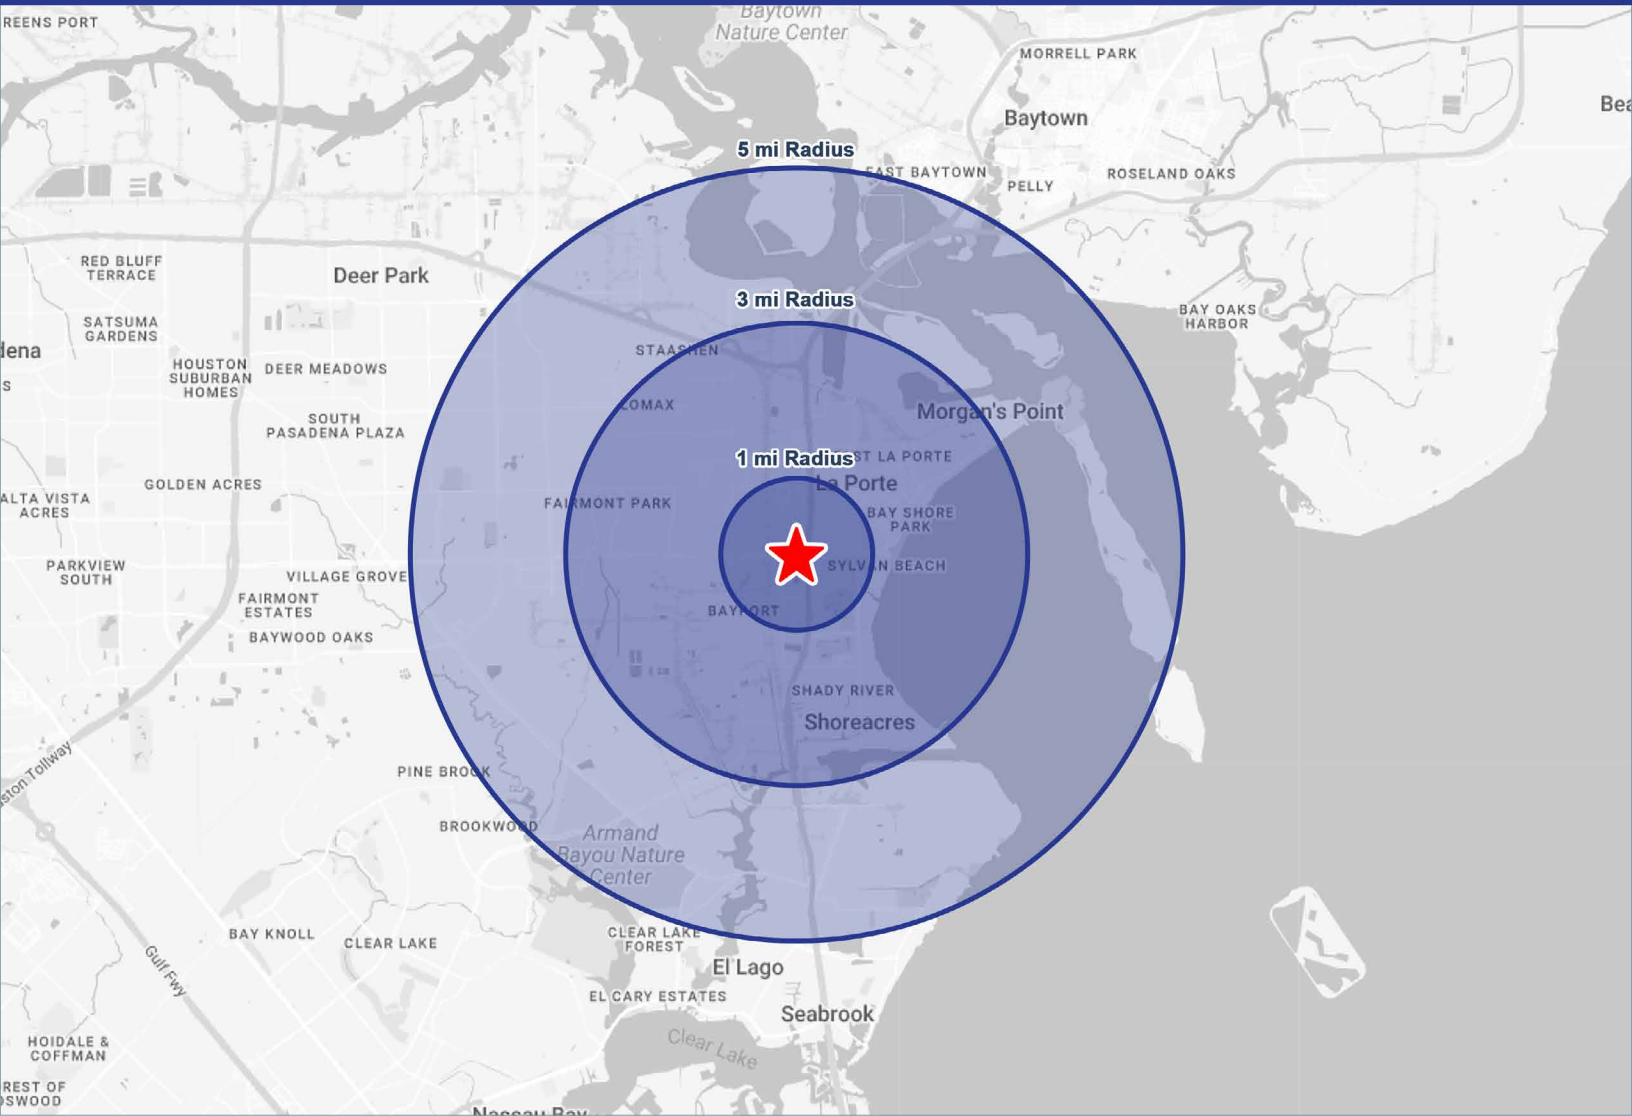 Baytown
Nature Center
REENS PORT
MORRELL PARK
Baytown
5 mi Radius
EAST BAYTOWN
PELLY
ROSELAND OAKS
RED BLUFF
TERRACE
Deer Park
3 mi Radius
BAY OAKS
HARBOR
SATSUMA
GARDENS
STAASHEN
HOUSTON
SUBURBAN
HOMES
DEER MEADOWS
LOMAX
Morgan's Point
SOUTH
PASADENA PLAZA
1 mi Radius
ST LA PORTE
La Porte
GOLDEN ACRES
ALTA VISTA
ACRES
FAIRMONT PARK
BAY SHORE
PARK
SYLVAN BEACH
PARKVIEW
SOUTH
VILLAGE GROVE
FAIRMONT
ESTATES
BAYPORT
BAYWOOD OAKS
SHADY RIVER
Shoreacres
ston Tollway
PINE BROOK
BROOKWOOD
Armand
Bayou Nature
Center
BAY KNOLL
CLEAR LAKE
CLEAR LAKE
FOREST
Gulf Fwy
El Lago
EL CARY ESTATES
Seabrook
Clear Lake
HOIDALE &
COFFMAN
REST OF
Nassau Bay